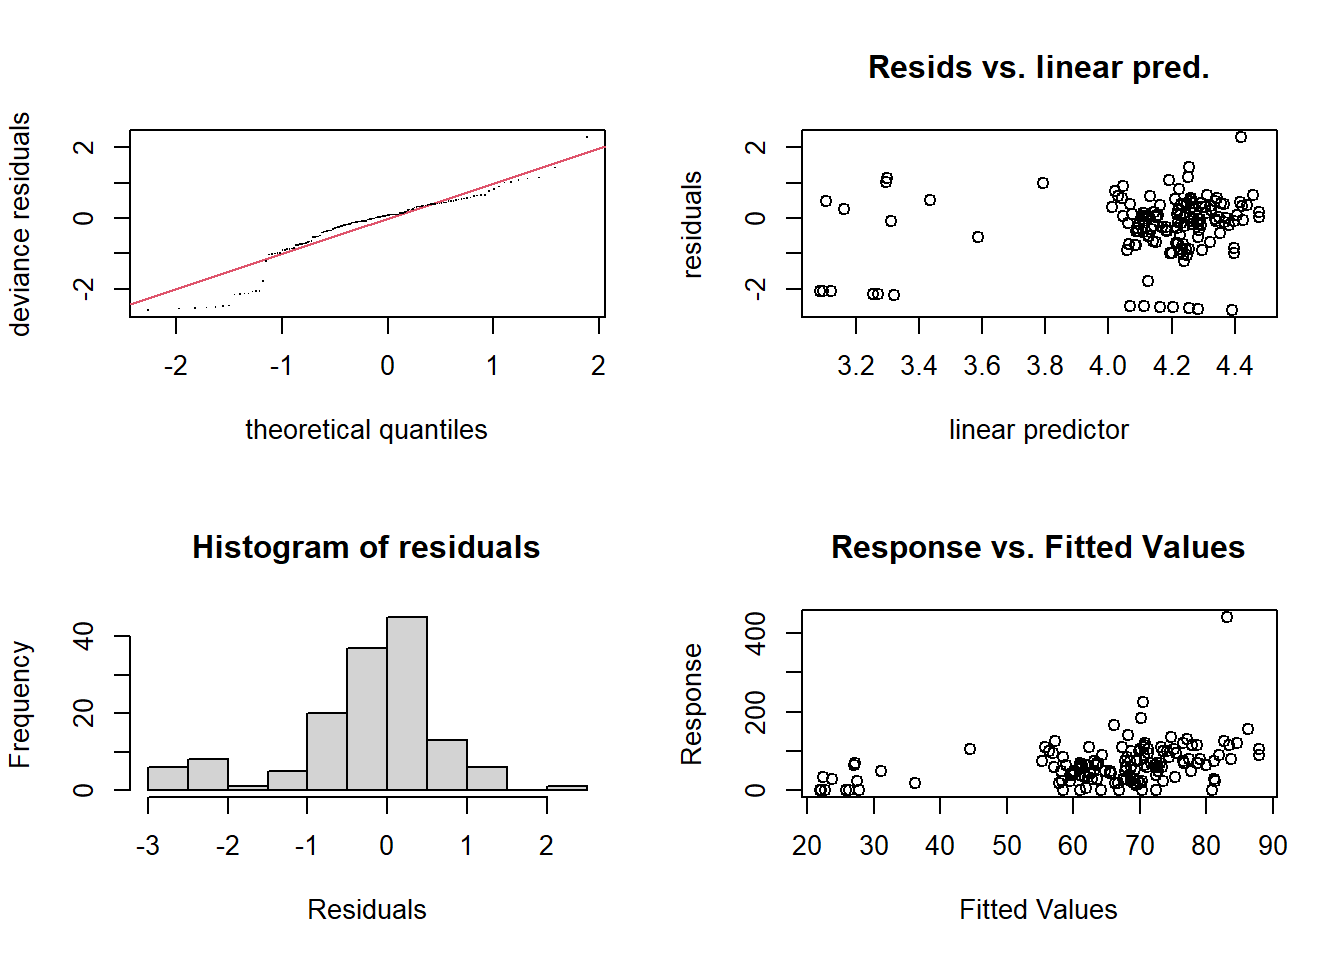 deviance residuals
2
0
-2
-2 -1 0 1 2
theoretical quantiles
Resids vs. linear pred.
residuals
2
0
-2
3.2 3.4 3.6 3.8 4.0 4.2 4.4
linear predictor
Histogram of residuals
Frequency
40
20
0
-3 -2 -1 0 1 2
Residuals
Response vs. Fitted Values
Response
400
200
0
20 30 40 50 60 70 80 90
Fitted Values